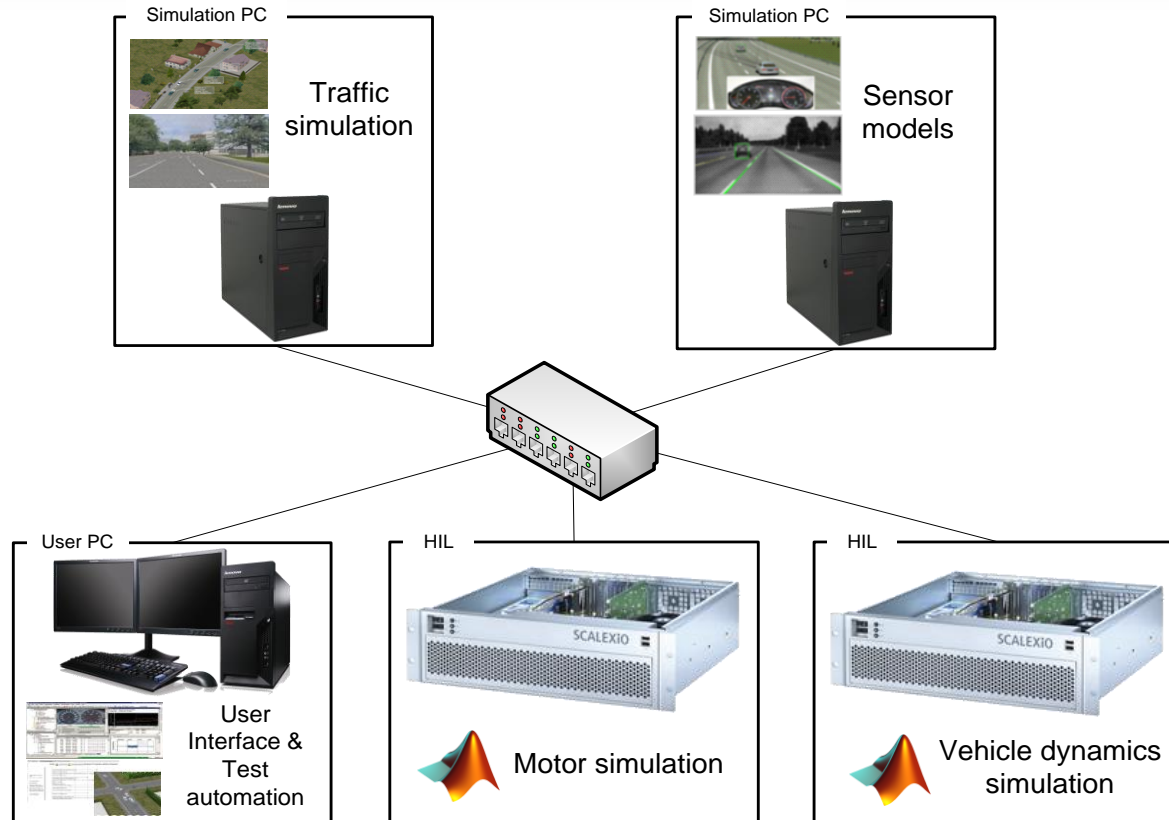 Simulation PC
Traffic
simulation
Simulation PC
Sensor
models
User PC
User
Interface &
Test
automation
HIL
SCALEXiO
Motor simulation
HIL
SCALEXiO
Vehicle dynamics
simulation